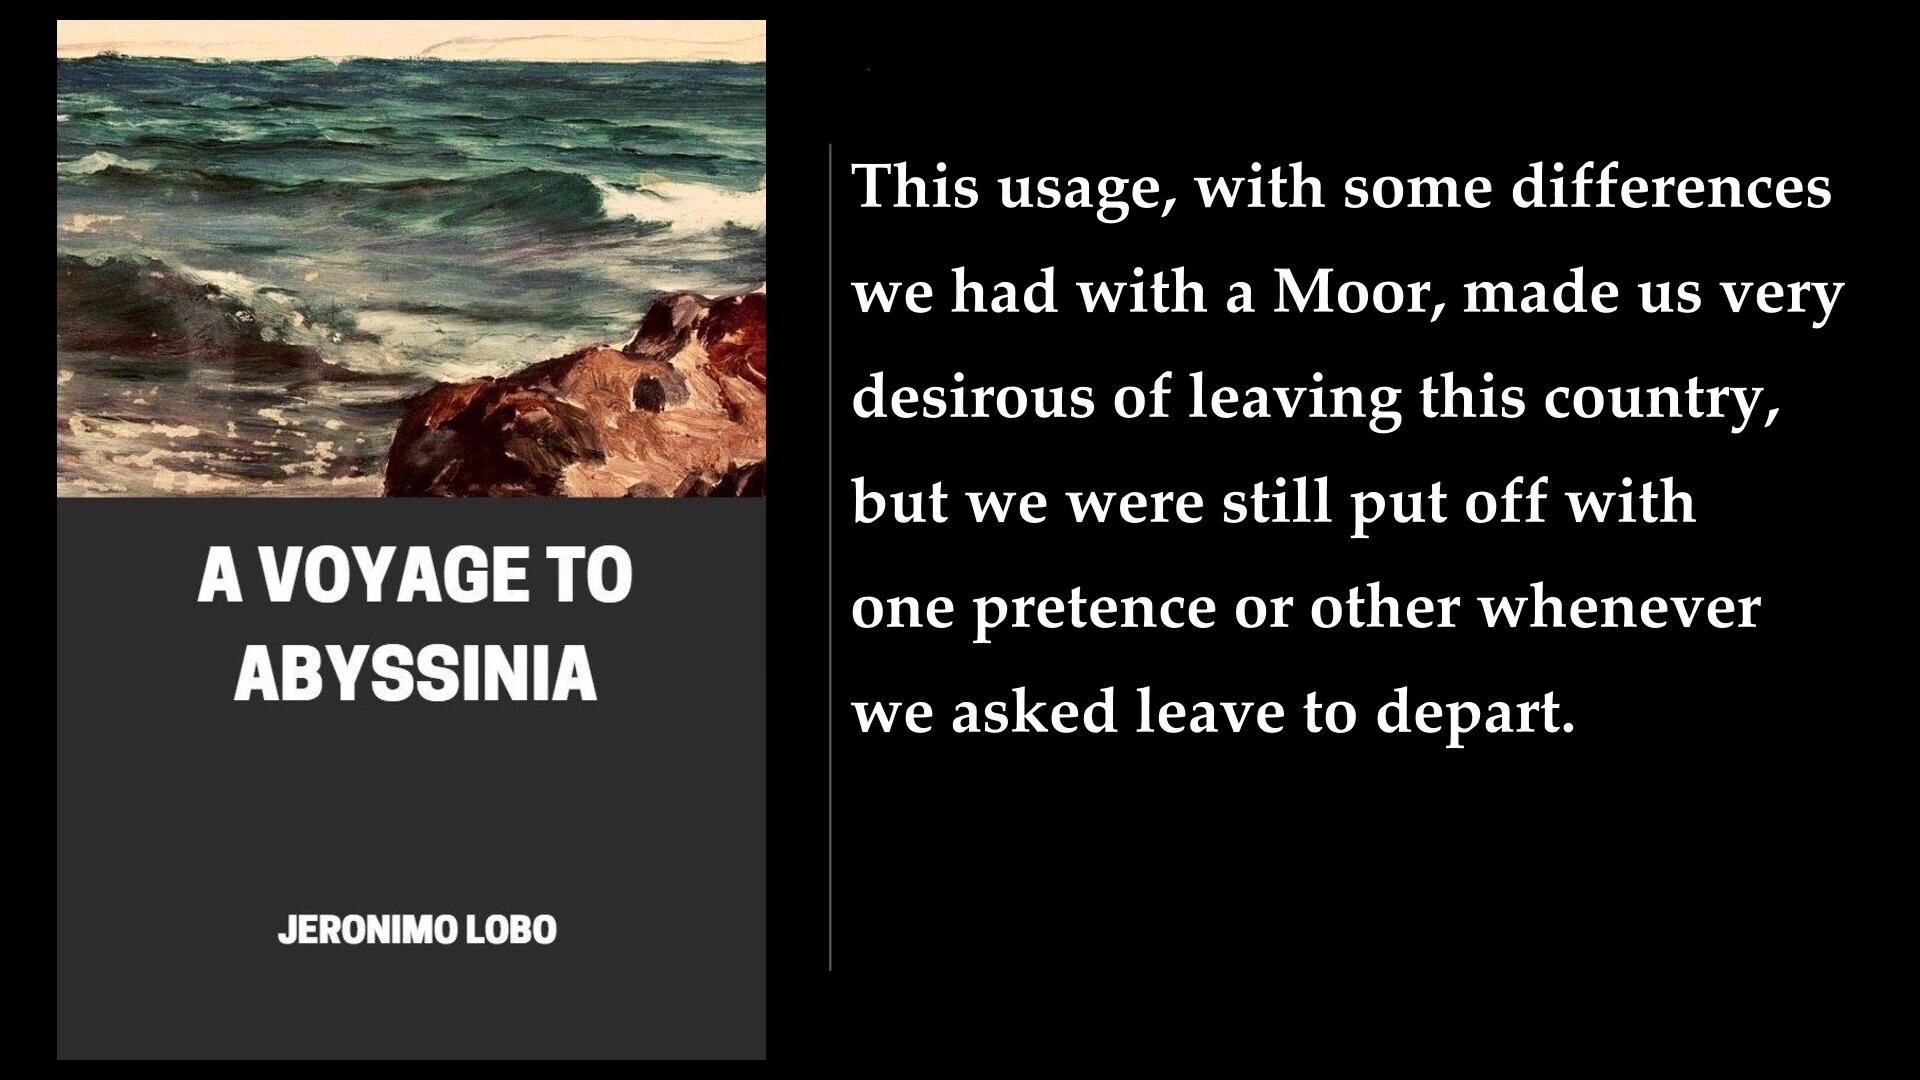 A VOYAGE TO
ABYSSINIA
JERONIMO LOBO
This usage, with some differences
we had with a Moor, made us very
desirous of leaving this country,
but we were still put off with
one pretence or other whenever
we asked leave to depart.